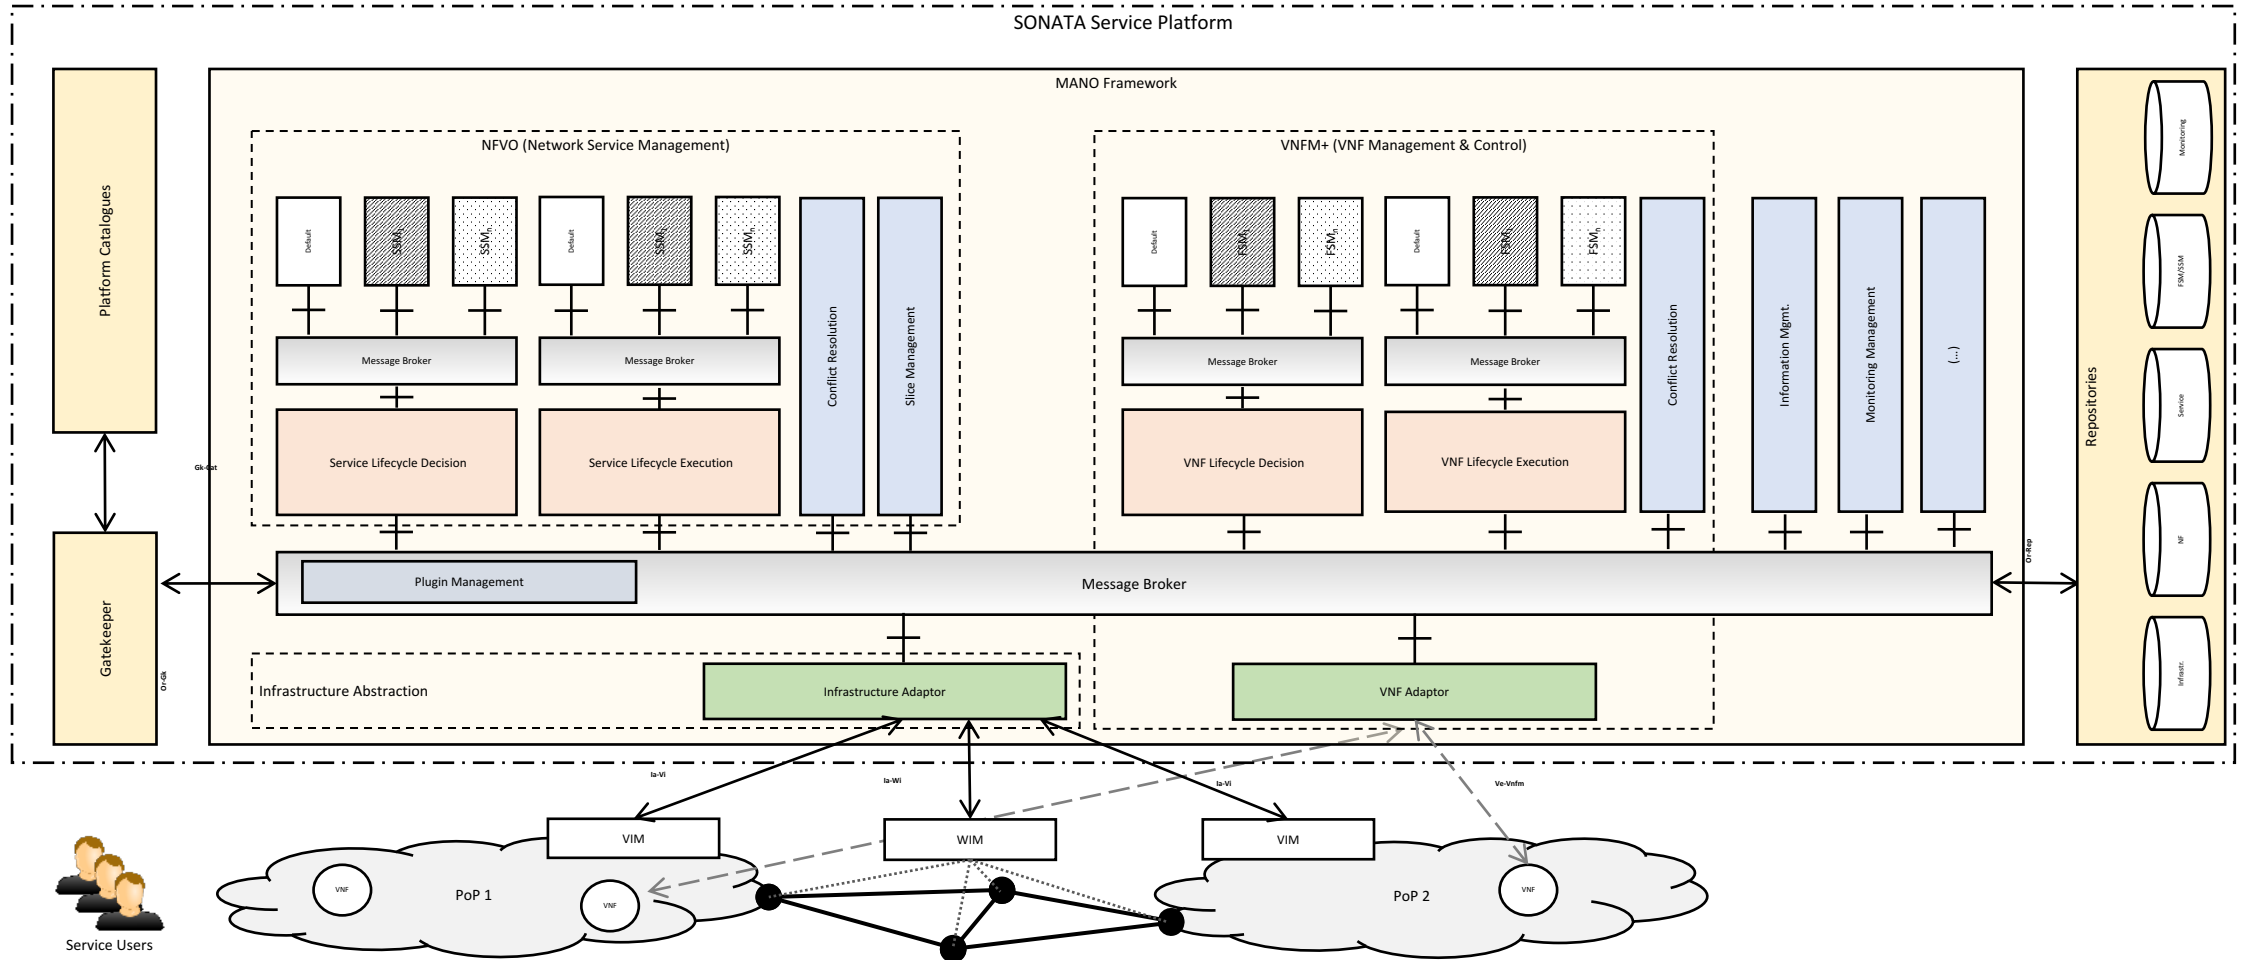 SONATA Service Platform
MANO Framework
Platform Catalogues
Gatekeeper
Gk-Cat
Or-Gk
NFVO (Network Service Management)
Default
SSM1
SSMn
Default
SSM1
SSMn
Message Broker
Message Broker
Service Lifecycle Decision
Service Lifecycle Execution
Conflict Resolution
Slice Management
VNFM+ (VNF Management & Control)
Default
FSM1
FSMn
Default
FSM1
FSMn
Message Broker
Message Broker
VNF Lifecycle Decision
VNF Lifecycle Execution
Conflict Resolution
Information Mgmt.
Monitoring Management
(...)
Plugin Management
Message Broker
Or-Rep
Repositories
Monitoring
FSM/SSM
Service
NF
Infrastr.
Infrastructure Abstraction
Infrastructure Adaptor
VNF Adaptor
Ia-Vi
Ia-Wi
Ia-Vi
Ve-Vnfm
VIM
WIM
VIM
VNF
PoP 1
VNF
PoP 2
VNF
Service Users